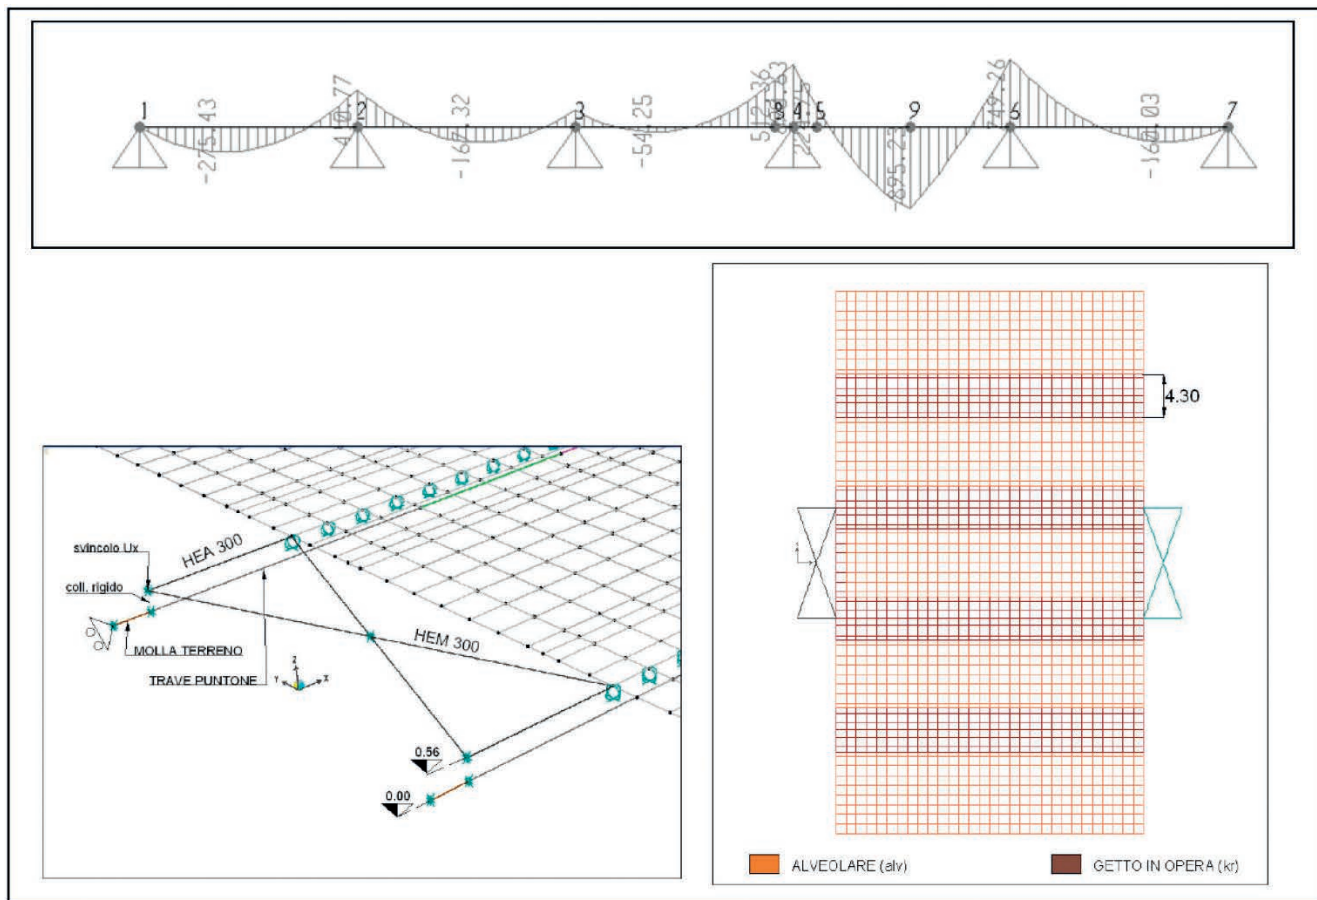 1
2
3
8
4
5
9
6
7
-275.43
-167.32
-54.25
-160.03
4.30
svincolo Ux
HEA 300
coll. rigido
MOLLA TERRENO
HEM 300
TRAVE PUNTONE
Z
Y
X
0.56
0.00
ALVEOLARE (alv)
GETTO IN OPERA (kr)